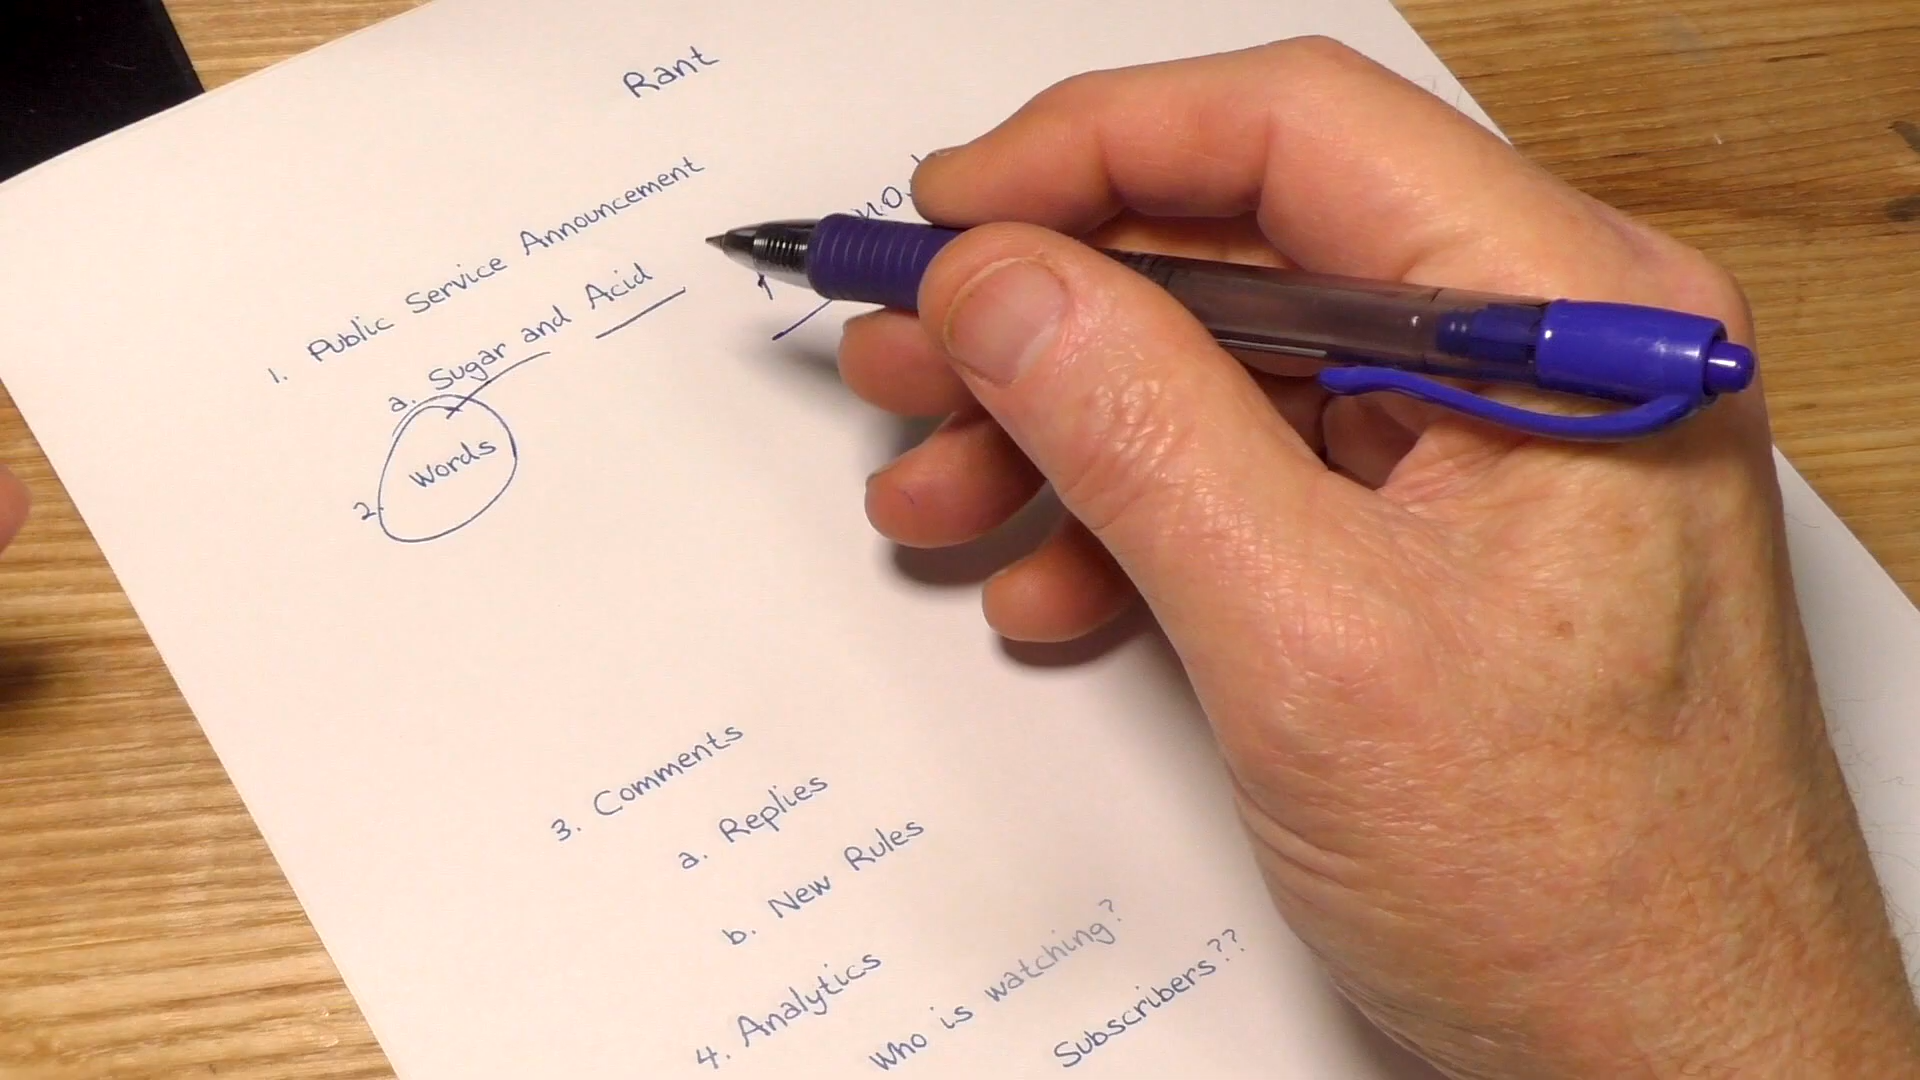 Rant
1. Public Service Announcement
a. Sugar and Acid
2. Words
3. Comments
a. Replies
b. New Rules
4. Analytics
Who is watching?
Subscribers??